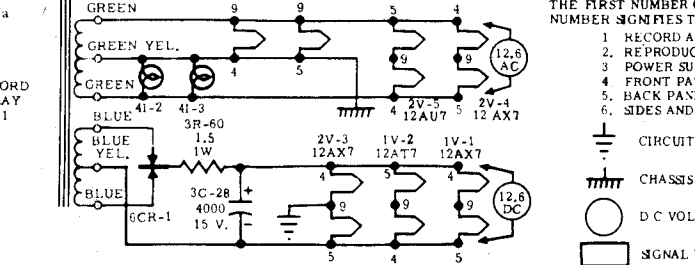 GREEN
9 9 5 4
THE FIRST NUMBER
NUMBER SIGNIFIES T
a
GREEN YEL.
4 5 9 9
12.6
AC
1 RECORD A
2. REPRODUC
3 POWER SU
4 FRONT PA
5. BACK PAN
6. SIDES AND
ORD
AY
1
GREEN
4I-2 4I-3
4 2V-5 5 2V-4
12AU7 12AX7
BLUE
3R-60
1.5
1W
BLUE
YEL.
2V-3 1V-2 1V-1
12AX7 12AT7 12AX7
4 5 4
CIRCUIT
3C-28
4000
15 V.
+
-
9 9 9
12.6
DC
CHASSIS
BLUE
6CR-1
5 4 5
D C VOL
SIGNAL